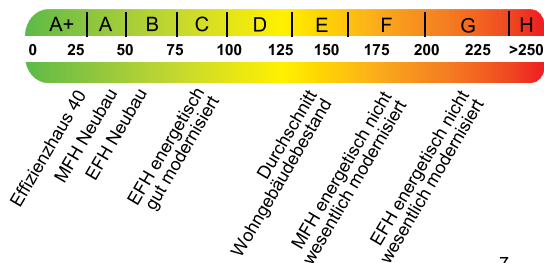 A+ A B C D E F G H
0 25 50 75 100 125 150 175 200 225 >250
Effizienzhaus 40
MFH Neubau
EFH Neubau
EFH energetisch
gut modernisiert
Durchschnitt
Wohngebäudebestand
MFH energetisch nicht
wesentlich modernisiert
EFH energetisch nicht
wesentlich modernisiert
7